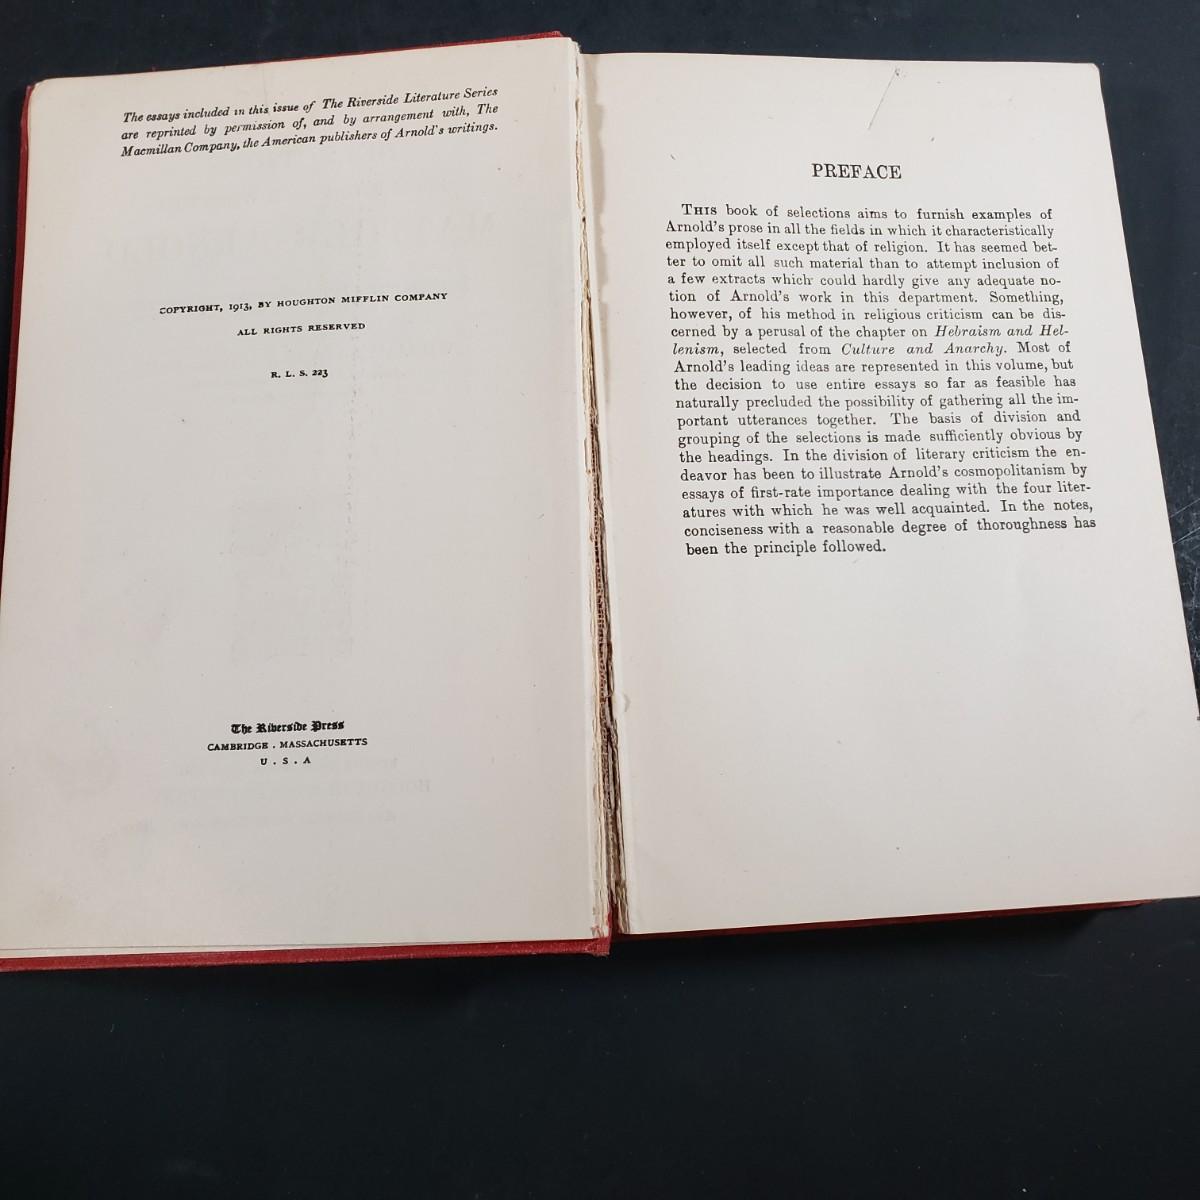 The essays included in this issue of The Riverside Literature Series
are reprinted by permission of, and by arrangement with, The
Macmillan Company, the American publishers of Arnold's writings.
COPYRIGHT, 1913, BY HOUGHTON MIFFLIN COMPANY
ALL RIGHTS RESERVED
R. L. S. 223
The Riverside Press
CAMBRIDGE . MASSACHUSETTS
U . S . A
PREFACE
THIS book of selections aims to furnish examples of
Arnold's prose in all the fields in which it characteristically
employed itself except that of religion. It has seemed bet-
ter to omit all such material than to attempt inclusion of
a few extracts which could hardly give any adequate no-
tion of Arnold's work in this department. Something,
however, of his method in religious criticism can be dis-
cerned by a perusal of the chapter on Hebraism and Hel-
lenism, selected from Culture and Anarchy. Most of
Arnold's leading ideas are represented in this volume, but
the decision to use entire essays so far as feasible has
naturally precluded the possibility of gathering all the im-
portant utterances together. The basis of division and
grouping of the selections is made sufficiently obvious by
the headings. In the division of literary criticism the en-
deavor has been to illustrate Arnold's cosmopolitanism by
essays of first-rate importance dealing with the four liter-
atures with which he was well acquainted. In the notes,
conciseness with a reasonable degree of thoroughness has
been the principle followed.